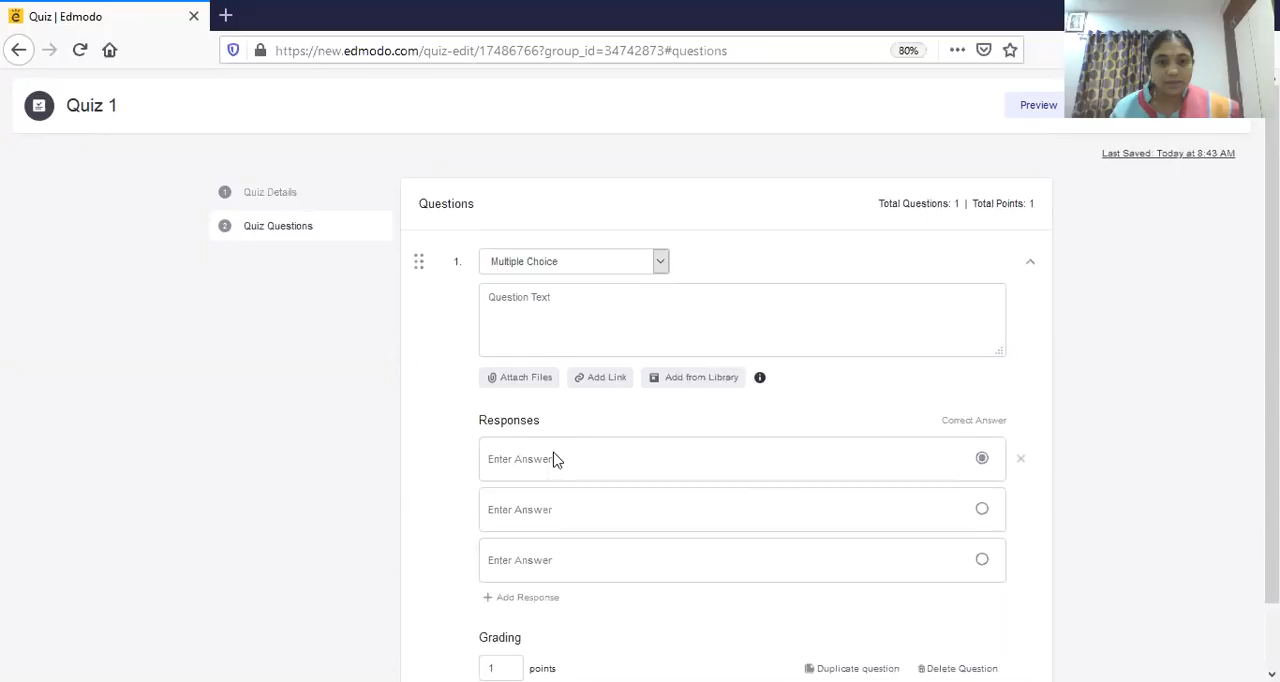 Quiz | Edmodo
https://new.edmodo.com/quiz-edit/17486766?group_id=34742873#questions
80%
Quiz 1
Preview
Last Saved: Today at 8:43 AM
1 Quiz Details
2 Quiz Questions
Questions
Total Questions: 1 | Total Points: 1
1.
Multiple Choice
Question Text
Attach Files
Add Link
Add from Library
Responses
Correct Answer
Enter Answer
Enter Answer
Enter Answer
+ Add Response
Grading
1 points
Duplicate question
Delete Question